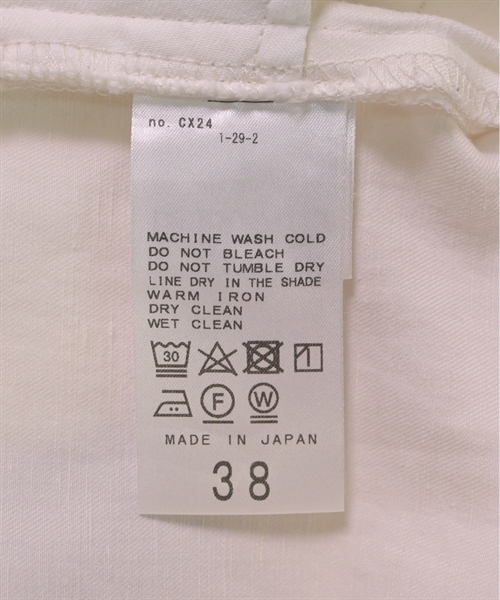 no. CX24
1-29-2
MACHINE WASH COLD
DO NOT BLEACH
DO NOT TUMBLE DRY
LINE DRY IN THE SHADE
WARM IRON
DRY CLEAN
WET CLEAN
30
F W
MADE IN JAPAN
38